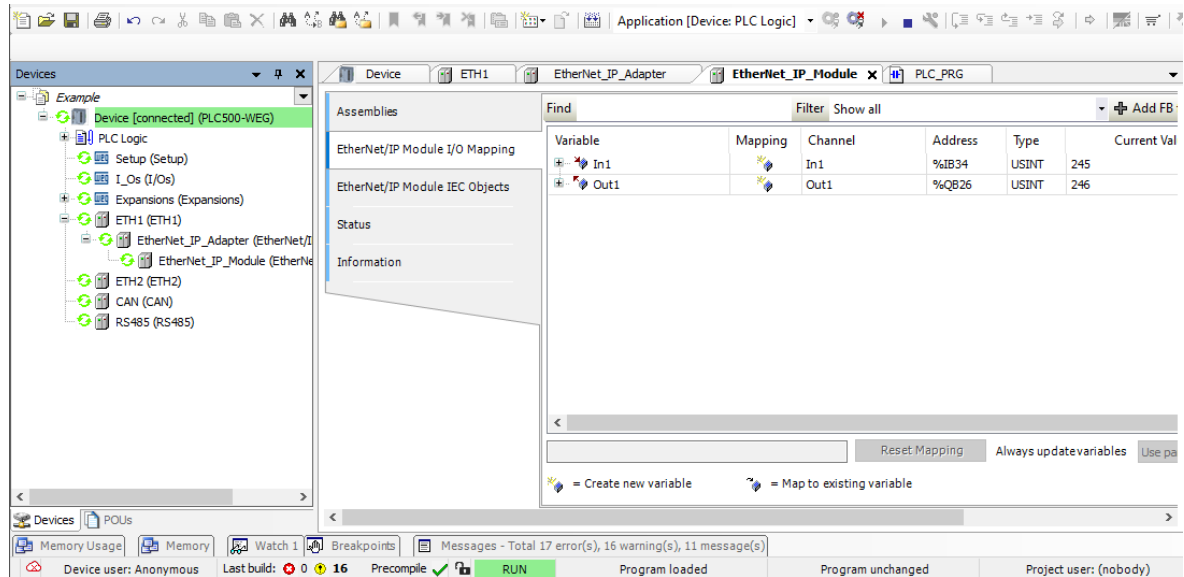 Application [Device: PLC Logic]
Devices
Example
Device [connected] (PLC500-WEG)
PLC Logic
Setup (Setup)
I_Os (I/Os)
Expansions (Expansions)
ETH1 (ETH1)
EtherNet_IP_Adapter (EtherNet/I
EtherNet_IP_Module (EtherNe
ETH2 (ETH2)
CAN (CAN)
RS485 (RS485)
Devices POUs
Device ETH1 EtherNet_IP_Adapter EtherNet_IP_Module PLC_PRG
Assemblies
EtherNet/IP Module I/O Mapping
EtherNet/IP Module IEC Objects
Status
Information
Find Filter Show all Add FB
Variable Mapping Channel Address Type Current Val
In1 In1 %IB34 USINT 245
Out1 Out1 %QB26 USINT 246
Reset Mapping Always update variables Use pa
= Create new variable = Map to existing variable
Memory Usage Memory Watch 1 Breakpoints Messages - Total 17 error(s), 16 warning(s), 11 message(s)
Device user: Anonymous Last build: 0 16 Precompile RUN Program loaded Program unchanged Project user: (nobody)